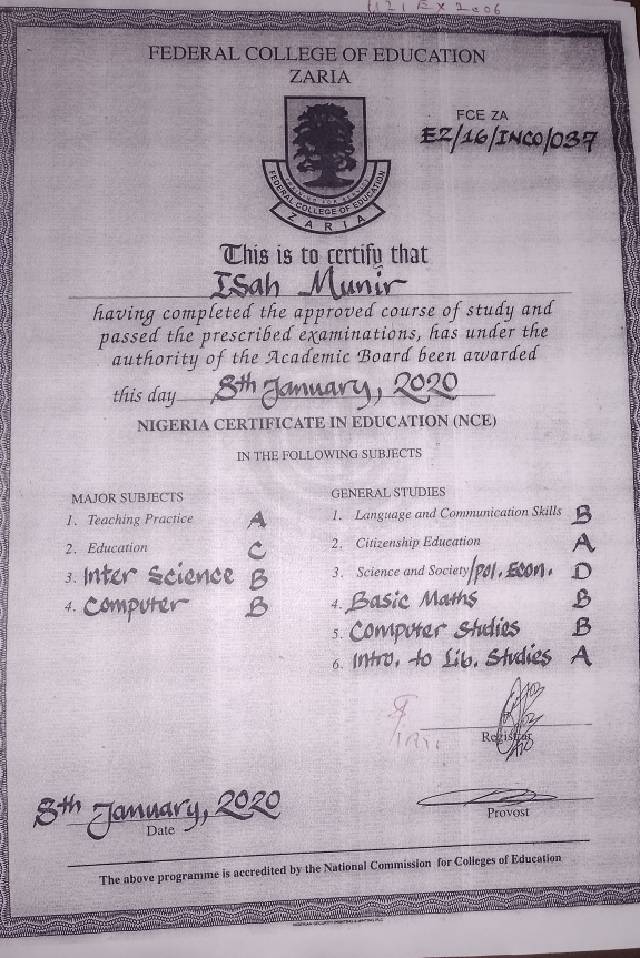 FEDERAL COLLEGE OF EDUCATION
ZARIA
FCE ZA
EZ/16/INCO/037
FEDERAL COLLEGE OF EDUCATION
ZARIA
This is to certify that
Isah Munir
having completed the approved course of study and
passed the prescribed examinations, has under the
authority of the Academic Board been awarded
this day 8th January, 2020
NIGERIA CERTIFICATE IN EDUCATION (NCE)
IN THE FOLLOWING SUBJECTS
MAJOR SUBJECTS
1. Teaching Practice A
2. Education C
3. Inter Science B
4. Computer B
GENERAL STUDIES
1. Language and Communication Skills B
2. Citizenship Education A
3. Science and Society/Pol. Econ. D
4. Basic Maths B
5. Computer Studies B
6. Intro. to Lib. Studies A
Registrar
8th January, 2020
Date
Provost
The above programme is accredited by the National Commission for Colleges of Education